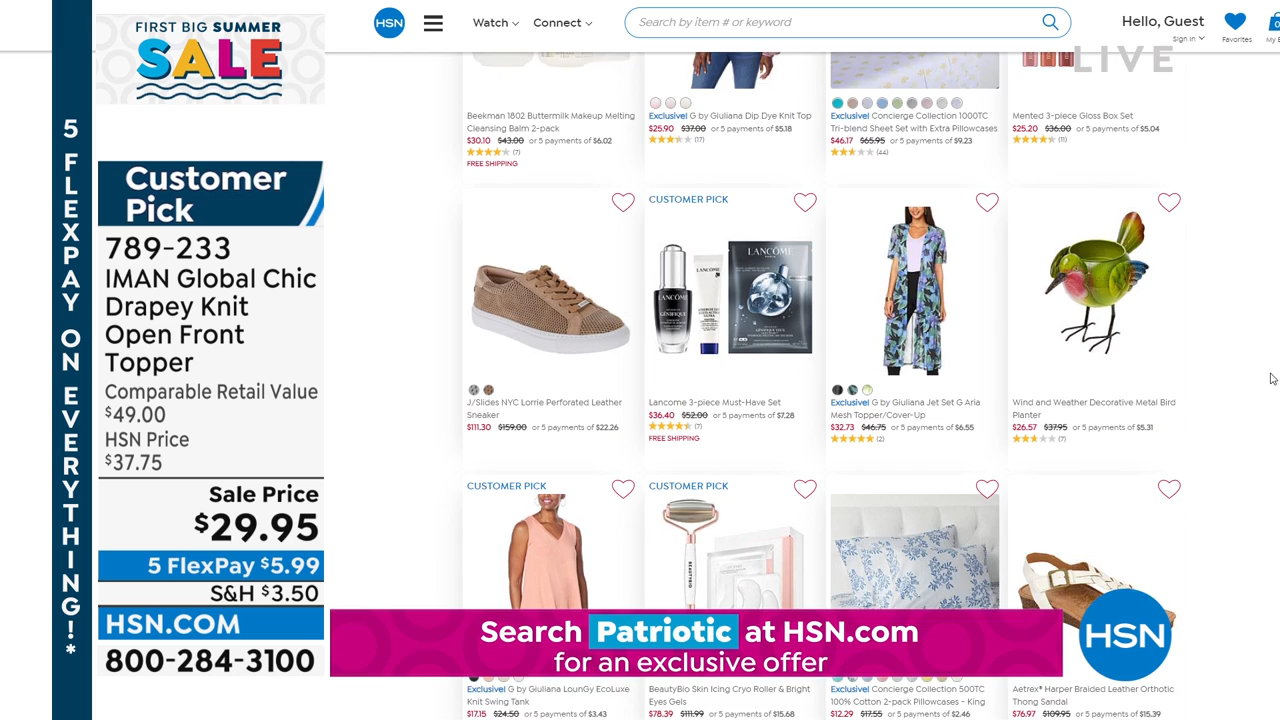 FIRST BIG SUMMER
SALE
5 FLEXPAY ON EVERYTHING!*
Customer
Pick
789-233
IMAN Global Chic
Drapey Knit
Open Front
Topper
Comparable Retail Value
$49.00
HSN Price
$37.75
Sale Price
$29.95
5 FlexPay $5.99
S&H $3.50
HSN.COM
800-284-3100
HSN
Watch
Connect
Search by item # or keyword
Hello, Guest
Sign In
Favorites
My B
0
LIVE
Beekman 1802 Buttermilk Makeup Melting
Cleansing Balm 2-pack
$30.10 $43.00 or 5 payments of $6.02
(7)
FREE SHIPPING
Exclusive! G by Giuliana Dip Dye Knit Top
$25.90 $37.00 or 5 payments of $5.18
(17)
Exclusive! Concierge Collection 1000TC
Tri-blend Sheet Set with Extra Pillowcases
$46.17 $65.95 or 5 payments of $9.23
(44)
Mented 3-piece Gloss Box Set
$25.20 $36.00 or 5 payments of $5.04
(11)
J/Slides NYC Lorrie Perforated Leather
Sneaker
$111.30 $159.00 or 5 payments of $22.26
CUSTOMER PICK
LANCÔME
LANCÔME
LANCÔME
GÉNIFIQUE
Lancome 3-piece Must-Have Set
$36.40 $52.00 or 5 payments of $7.28
(7)
FREE SHIPPING
Exclusive! G by Giuliana Jet Set G Aria
Mesh Topper/Cover-Up
$32.73 $46.75 or 5 payments of $6.55
(2)
Wind and Weather Decorative Metal Bird
Planter
$26.57 $37.95 or 5 payments of $5.31
(7)
CUSTOMER PICK
CUSTOMER PICK
BEAUTYBIO
Search Patriotic at HSN.com
for an exclusive offer
HSN
Exclusive! G by Giuliana LounGy EcoLuxe
Knit Swing Tank
$17.15 $24.50 or 5 payments of $3.43
BeautyBio Skin Icing Cryo Roller & Bright
Eyes Gels
$78.39 $111.99 or 5 payments of $15.68
Exclusive! Concierge Collection 500TC
100% Cotton 2-pack Pillowcases - King
$12.29 $17.55 or 5 payments of $2.46
Aetrex® Harper Braided Leather Orthotic
Thong Sandal
$76.97 $109.95 or 5 payments of $15.39